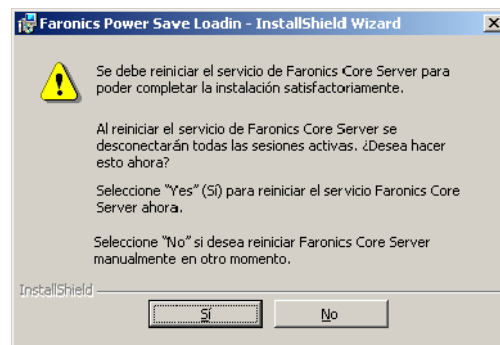 Faronics Power Save Loadin - InstallShield Wizard
Se debe reiniciar el servicio de Faronics Core Server para
poder completar la instalación satisfactoriamente.
Al reiniciar el servicio de Faronics Core Server se
desconectarán todas las sesiones activas. ¿Desea hacer
esto ahora?
Seleccione "Yes" (Sí) para reiniciar el servicio Faronics Core
Server ahora.
Seleccione "No" si desea reiniciar Faronics Core Server
manualmente en otro momento.
InstallShield
Sí
No